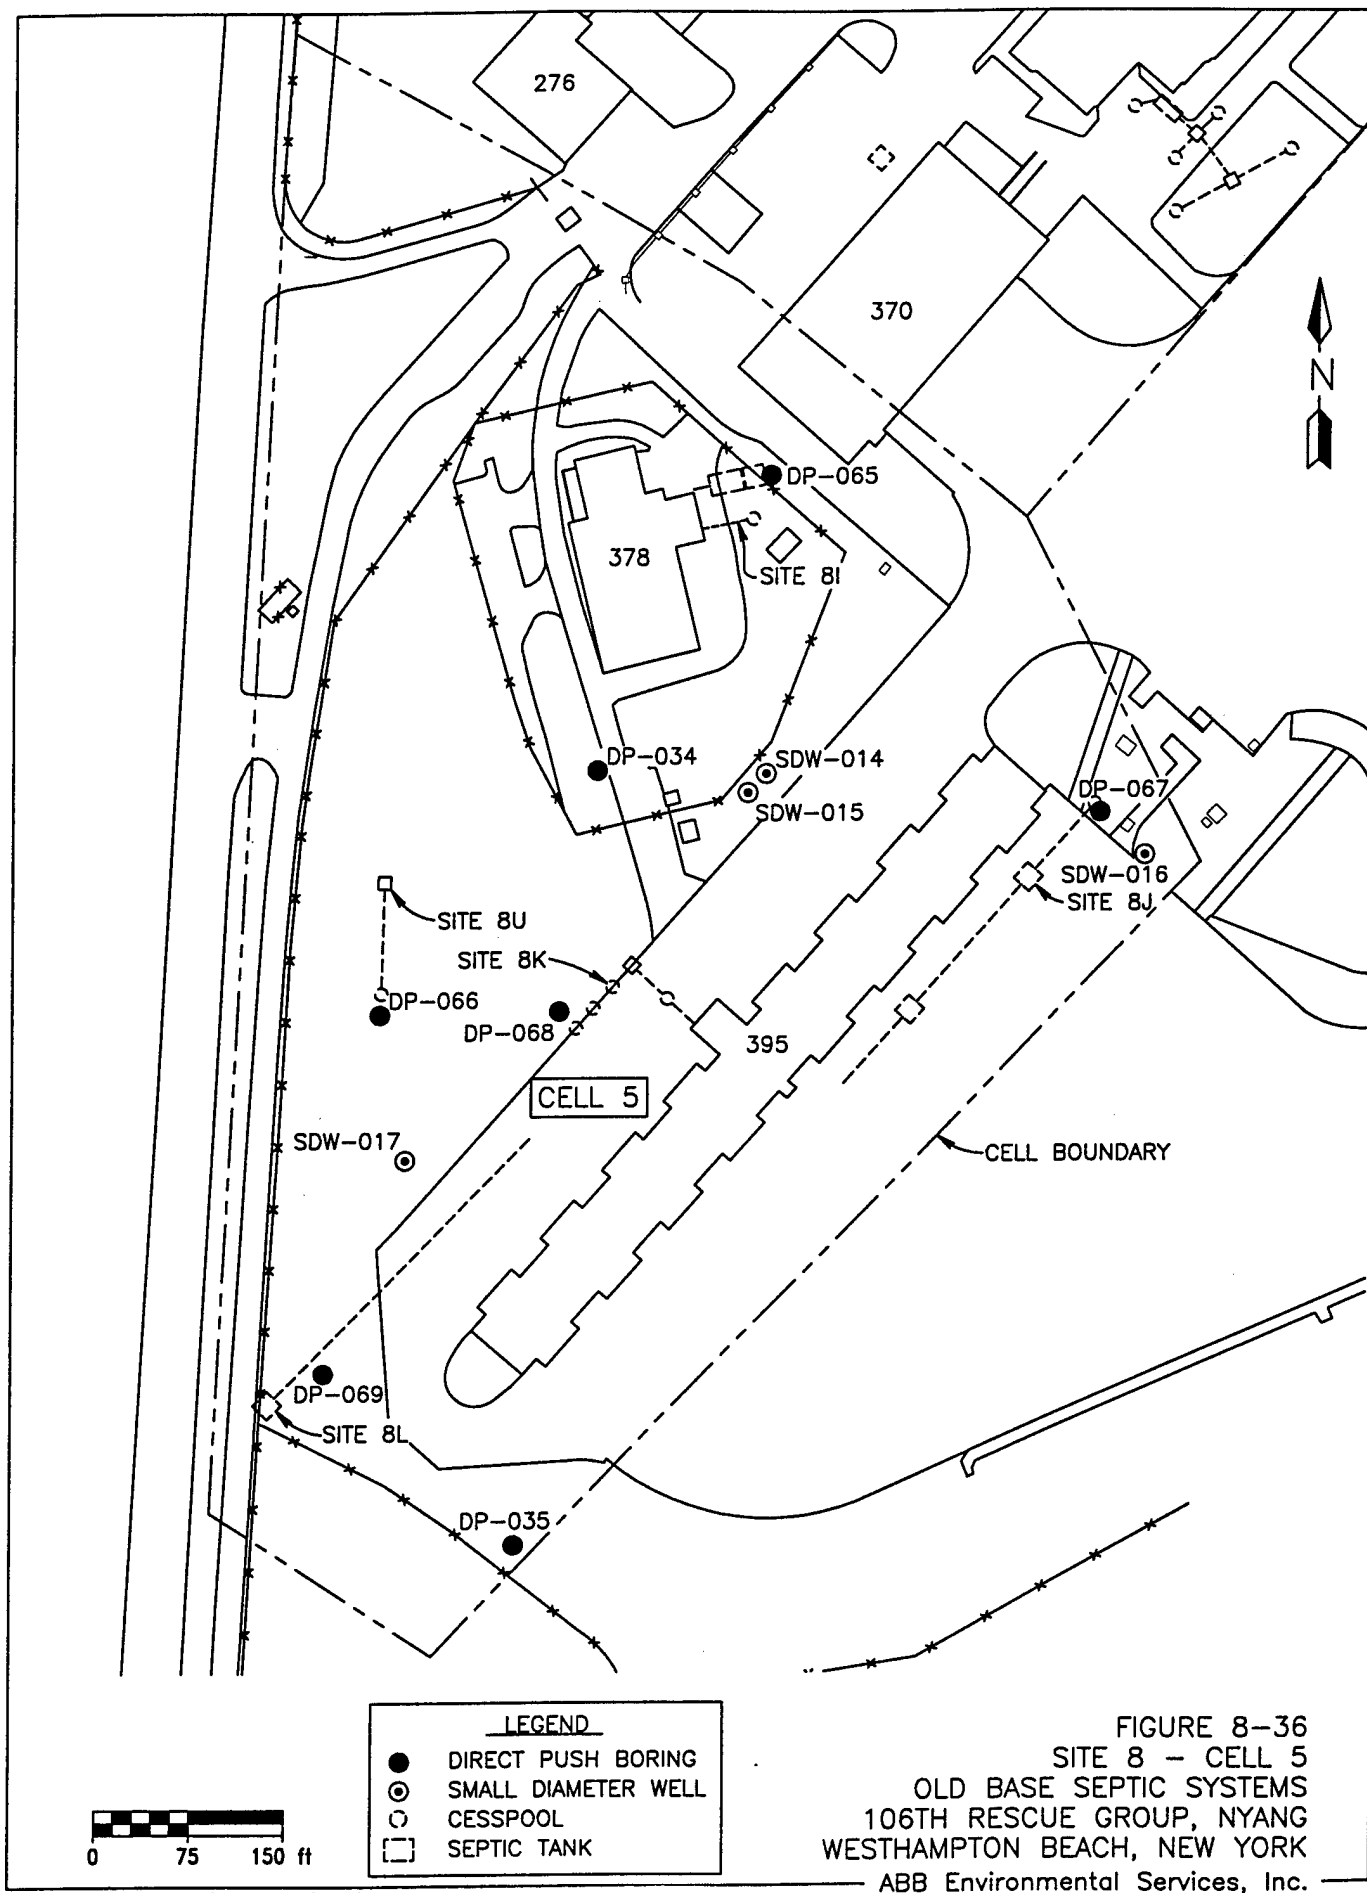 276
370
N
DP-065
378
SITE 8I
DP-034
SDW-014
DP-067
SDW-015
SDW-016
SITE 8J
SITE 8U
SITE 8K
DP-066
DP-068
395
CELL 5
SDW-017
CELL BOUNDARY
DP-069
SITE 8L
DP-035
LEGEND
DIRECT PUSH BORING
SMALL DIAMETER WELL
CESSPOOL
SEPTIC TANK
0 75 150 ft
FIGURE 8-36
SITE 8 - CELL 5
OLD BASE SEPTIC SYSTEMS
106TH RESCUE GROUP, NYANG
WESTHAMPTON BEACH, NEW YORK
ABB Environmental Services, Inc.